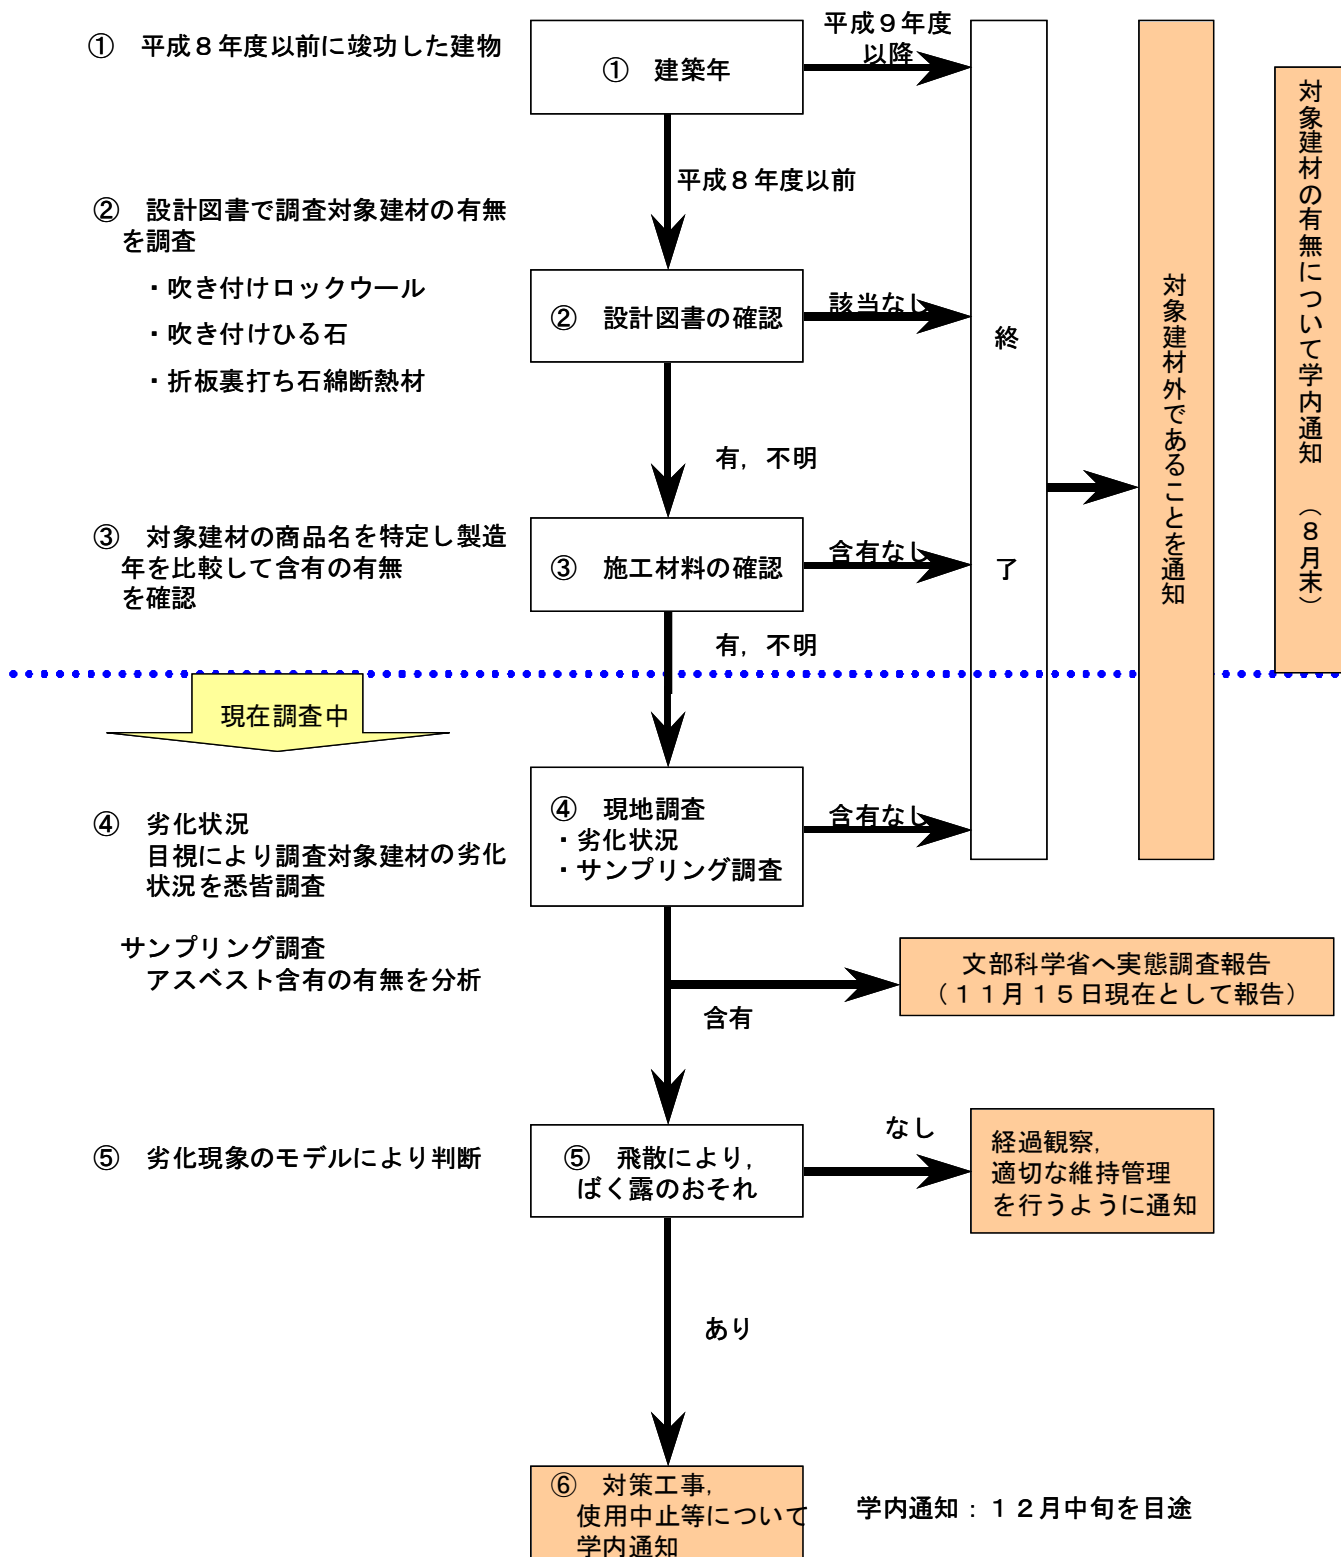 ① 平成８年度以前に竣功した建物
① 建築年
平成９年度
以降
平成８年度以前
② 設計図書で調査対象建材の有無
を調査
・吹き付けロックウール
・吹き付けひる石
・折板裏打ち石綿断熱材
② 設計図書の確認
該当なし
有，不明
③ 対象建材の商品名を特定し製造
年を比較して含有の有無
を確認
③ 施工材料の確認
含有なし
有，不明
終了
対象建材外であることを通知
対象建材の有無について学内通知 （８月末）
現在調査中
④ 劣化状況
目視により調査対象建材の劣化
状況を悉皆調査
サンプリング調査
アスベスト含有の有無を分析
④ 現地調査
・劣化状況
・サンプリング調査
含有なし
文部科学省へ実態調査報告
（１１月１５日現在として報告）
含有
⑤ 劣化現象のモデルにより判断
⑤ 飛散により，
ばく露のおそれ
なし
経過観察，
適切な維持管理
を行うように通知
あり
⑥ 対策工事，
使用中止等について
学内通知
学内通知：１２月中旬を目途